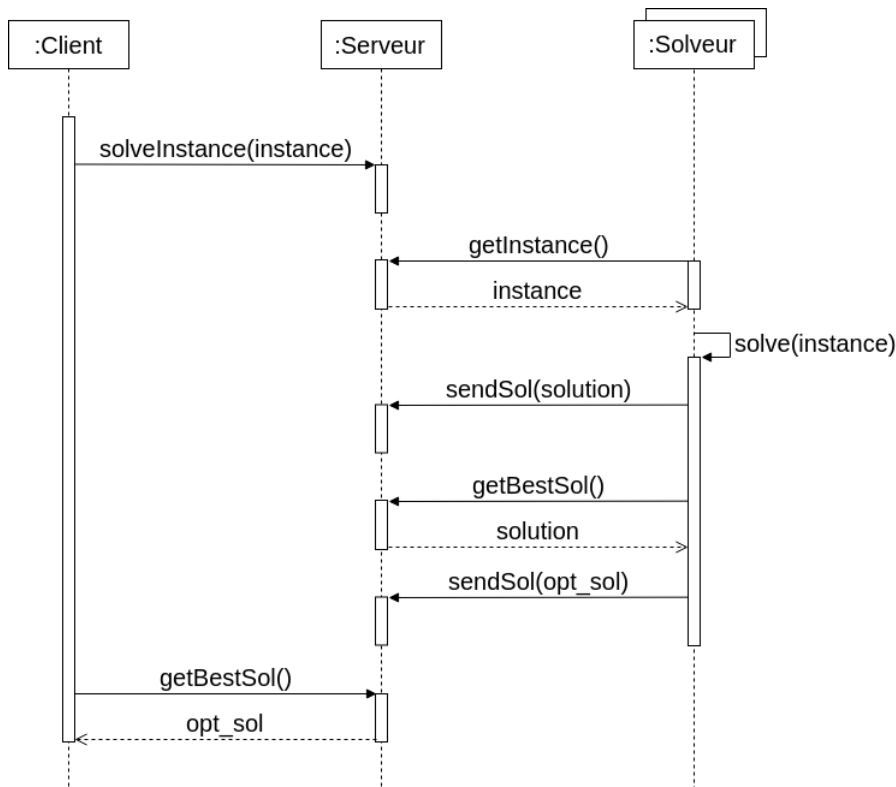 :Client
:Serveur
:Solveur
solveInstance(instance)
getInstance()
instance
solve(instance)
sendSol(solution)
getBestSol()
solution
sendSol(opt_sol)
getBestSol()
opt_sol